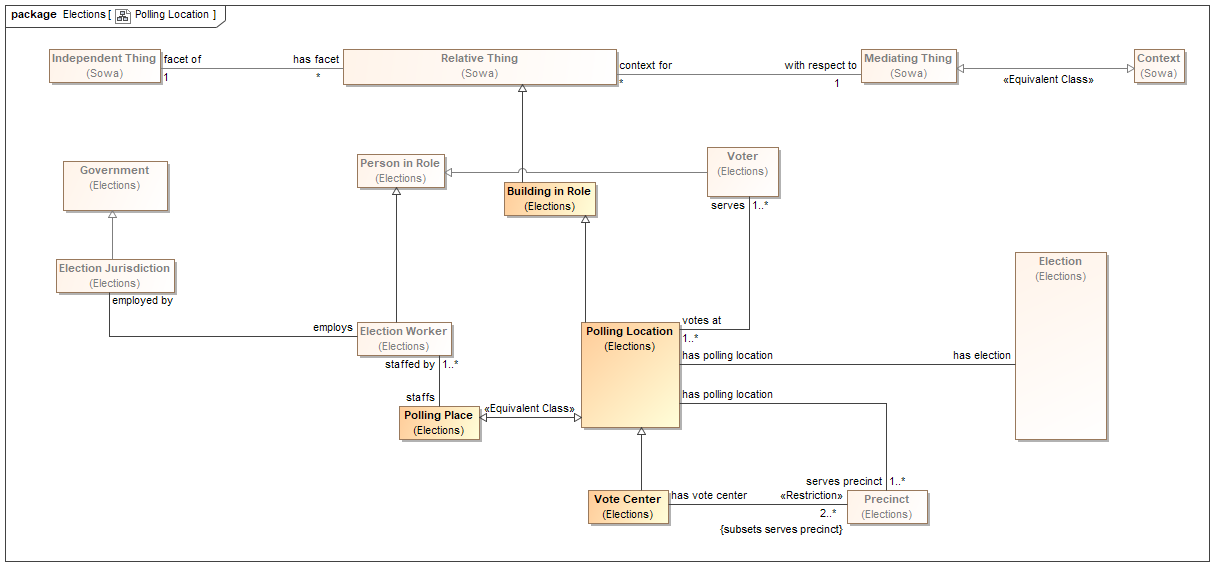 package Elections [ Polling Location ]
Independent Thing
(Sowa)
facet of
1
has facet
*
Relative Thing
(Sowa)
context for
*
with respect to
1
Mediating Thing
(Sowa)
«Equivalent Class»
Context
(Sowa)
Government
(Elections)
Person in Role
(Elections)
Voter
(Elections)
Building in Role
(Elections)
serves 1..*
Election Jurisdiction
(Elections)
employed by
Election
(Elections)
employs
Election Worker
(Elections)
Polling Location
(Elections)
votes at
1..*
has polling location
has election
staffed by 1..*
staffs
has polling location
Polling Place
(Elections)
«Equivalent Class»
serves precinct 1..*
Vote Center
(Elections)
has vote center
«Restriction»
2..*
{subsets serves precinct}
Precinct
(Elections)